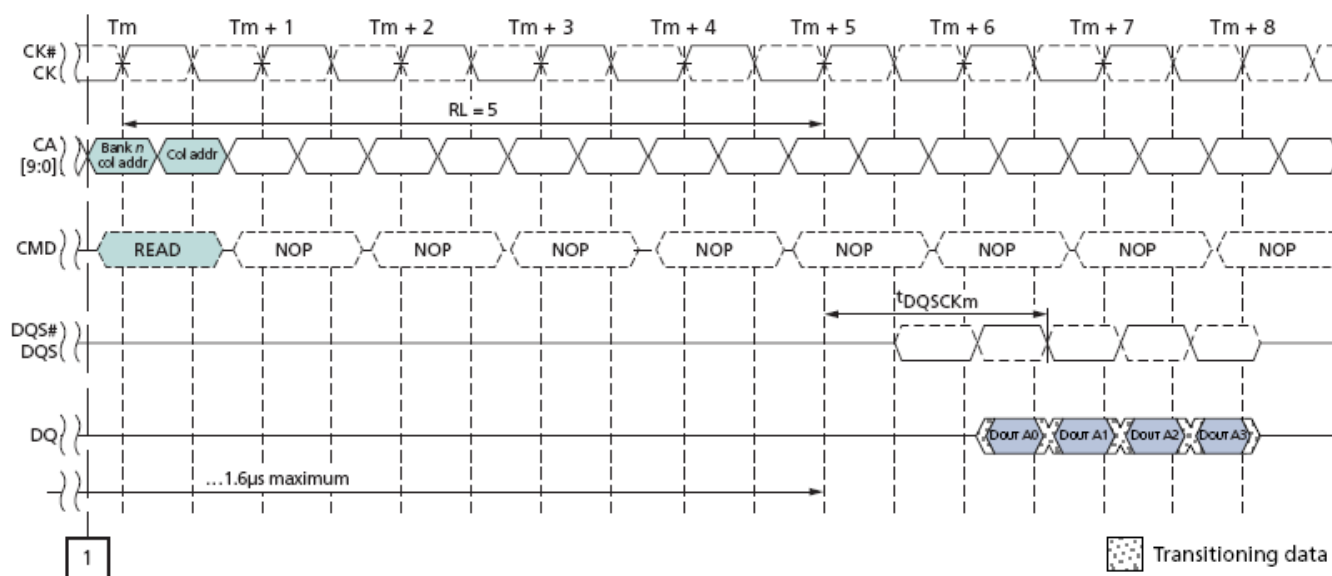 Tm Tm + 1 Tm + 2 Tm + 3 Tm + 4 Tm + 5 Tm + 6 Tm + 7 Tm + 8
CK#
CK
RL = 5
CA
[9:0]
Bank n
col addr
Col addr
CMD
READ NOP NOP NOP NOP NOP NOP NOP NOP
tDQSCKm
DQS#
DQS
DQ
DOUT A0 DOUT A1 DOUT A2 DOUT A3
...1.6µs maximum
1
Transitioning data